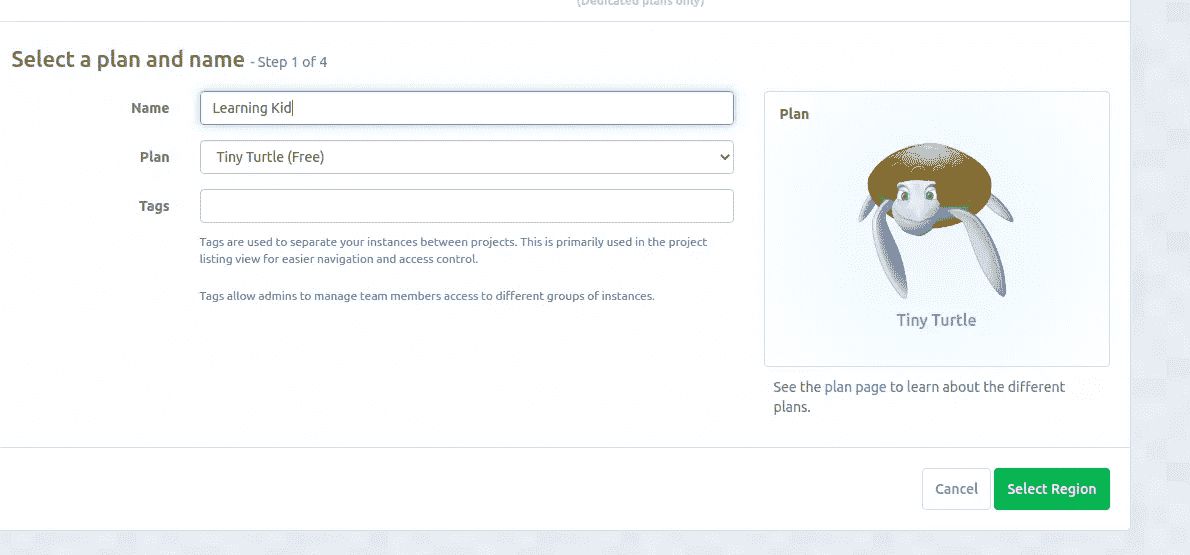 (Dedicated plans only)
Select a plan and name - Step 1 of 4
Name
Learning Kid
Plan
Tiny Turtle (Free)
Tags
Tags are used to separate your instances between projects. This is primarily used in the project
listing view for easier navigation and access control.
Tags allow admins to manage team members access to different groups of instances.
Plan
Tiny Turtle
See the plan page to learn about the different
plans.
Cancel
Select Region